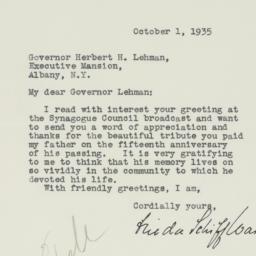 October 1, 1935
Governor Herbert H. Lehman,
Executive Mansion,
Albany, N.Y.
My dear Governor Lehman:
I read with interest your greeting at
the Synagogue Council broadcast and want
to send you a word of appreciation and
thanks for the beautiful tribute you paid
my father on the fifteenth anniversary
of his passing. It is very gratifying
to me to think that his memory lives on
so vividly in the community to which he
devoted his life.
With friendly greetings, I am,
Cordially yours,
Frieda Schiff War